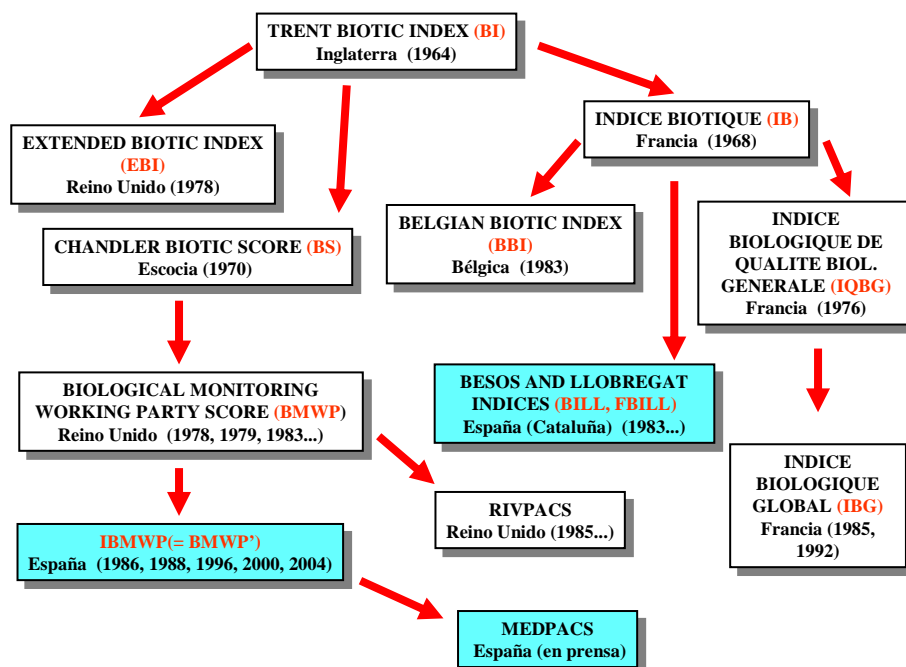 TRENT BIOTIC INDEX (BI)
Inglaterra (1964)
EXTENDED BIOTIC INDEX
(EBI)
Reino Unido (1978)
INDICE BIOTIQUE (IB)
Francia (1968)
CHANDLER BIOTIC SCORE (BS)
Escocia (1970)
BELGIAN BIOTIC INDEX
(BBI)
Bélgica (1983)
INDICE
BIOLOGIQUE DE
QUALITE BIOL.
GENERALE (IQBG)
Francia (1976)
BIOLOGICAL MONITORING
WORKING PARTY SCORE (BMWP)
Reino Unido (1978, 1979, 1983...)
BESOS AND LLOBREGAT
INDICES (BILL, FBILL)
España (Cataluña) (1983...)
INDICE
BIOLOGIQUE
GLOBAL (IBG)
Francia (1985,
1992)
RIVPACS
Reino Unido (1985...)
IBMWP(= BMWP’)
España (1986, 1988, 1996, 2000, 2004)
MEDPACS
España (en prensa)